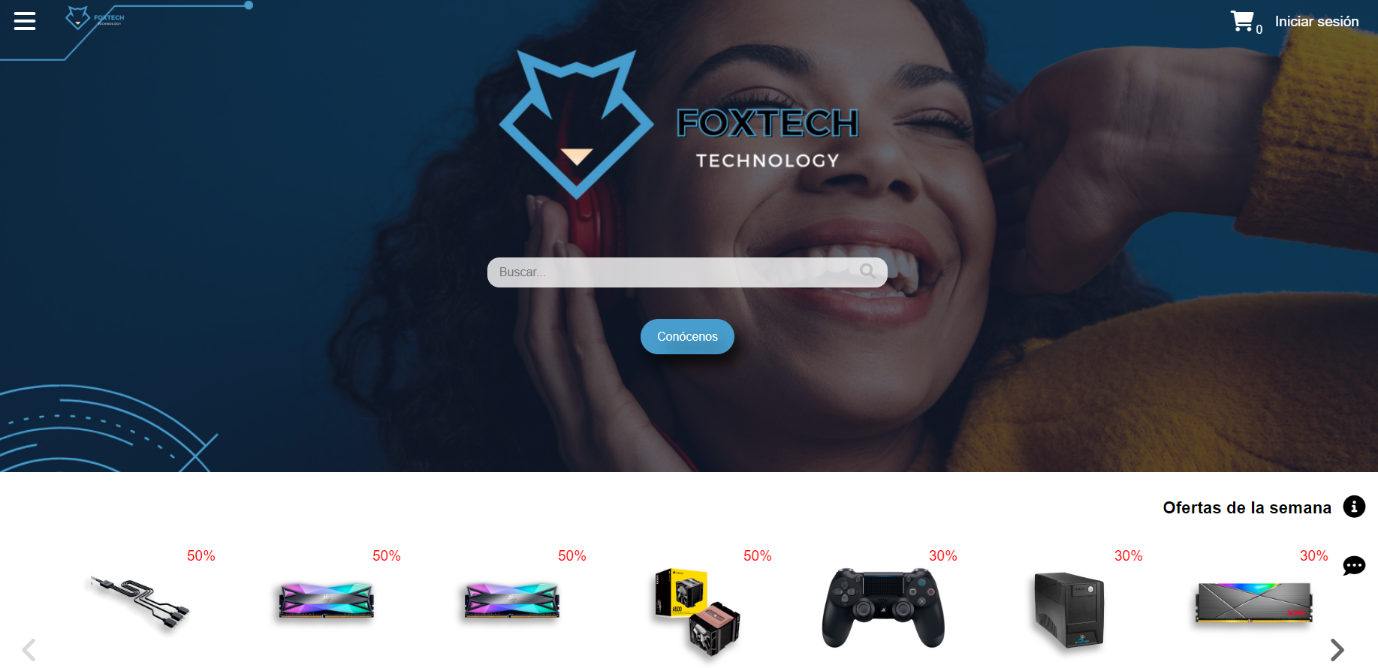 FOXTECH
TECHNOLOGY
0
Iniciar sesión
FOXTECH
TECHNOLOGY
Buscar...
Conócenos
Ofertas de la semana
50%
50%
50%
50%
30%
30%
30%